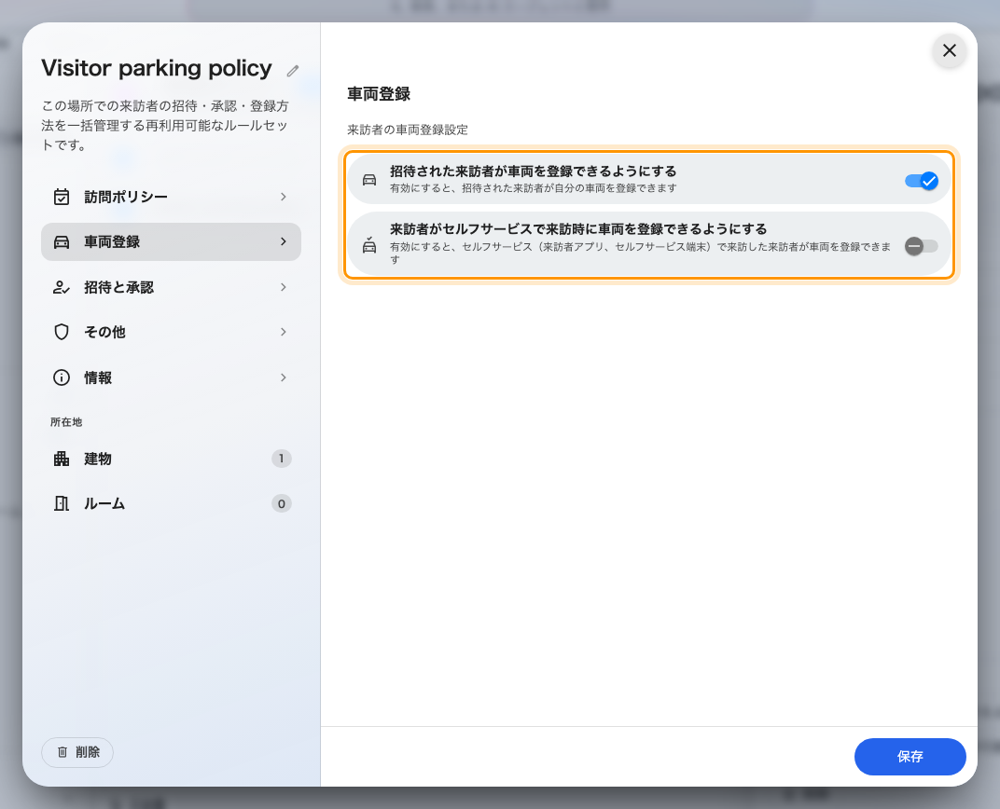 Visitor parking policy
この場所での来訪者の招待・承認・登録方
法を一括管理する再利用可能なルールセッ
トです。
訪問ポリシー
車両登録
招待と承認
その他
情報
所在地
建物 1
ルーム 0
削除
車両登録
来訪者の車両登録設定
招待された来訪者が車両を登録できるようにする
有効にすると、招待された来訪者が自分の車両を登録できます
来訪者がセルフサービスで来訪時に車両を登録できるようにする
有効にすると、セルフサービス（来訪者アプリ、セルフサービス端末）で来訪した来訪者が車両を登録できま
す
保存